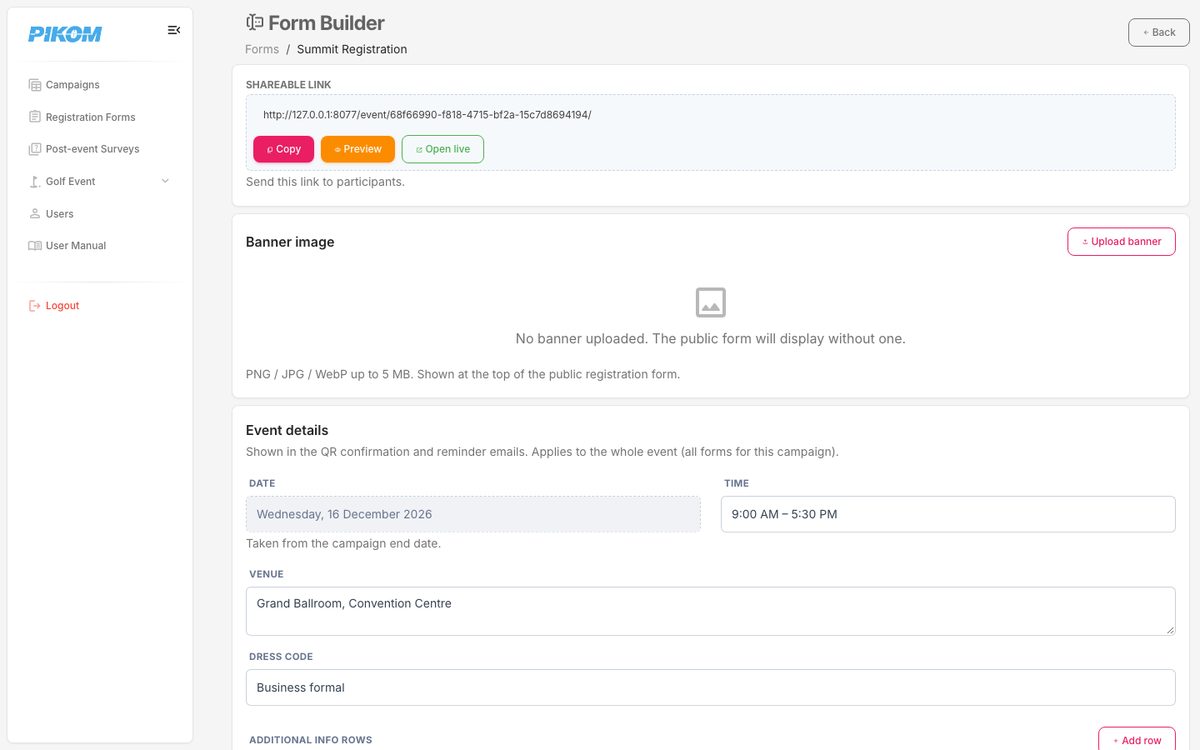 PIKOM
Campaigns
Registration Forms
Post-event Surveys
Golf Event
Users
User Manual
Logout
Form Builder
Forms / Summit Registration
Back
SHAREABLE LINK
http://127.0.0.1:8077/event/68f66990-f818-4715-bf2a-15c7d8694194/
Copy
Preview
Open live
Send this link to participants.
Banner image
Upload banner
No banner uploaded. The public form will display without one.
PNG / JPG / WebP up to 5 MB. Shown at the top of the public registration form.
Event details
Shown in the QR confirmation and reminder emails. Applies to the whole event (all forms for this campaign).
DATE
Wednesday, 16 December 2026
Taken from the campaign end date.
TIME
9:00 AM – 5:30 PM
VENUE
Grand Ballroom, Convention Centre
DRESS CODE
Business formal
ADDITIONAL INFO ROWS
Add row